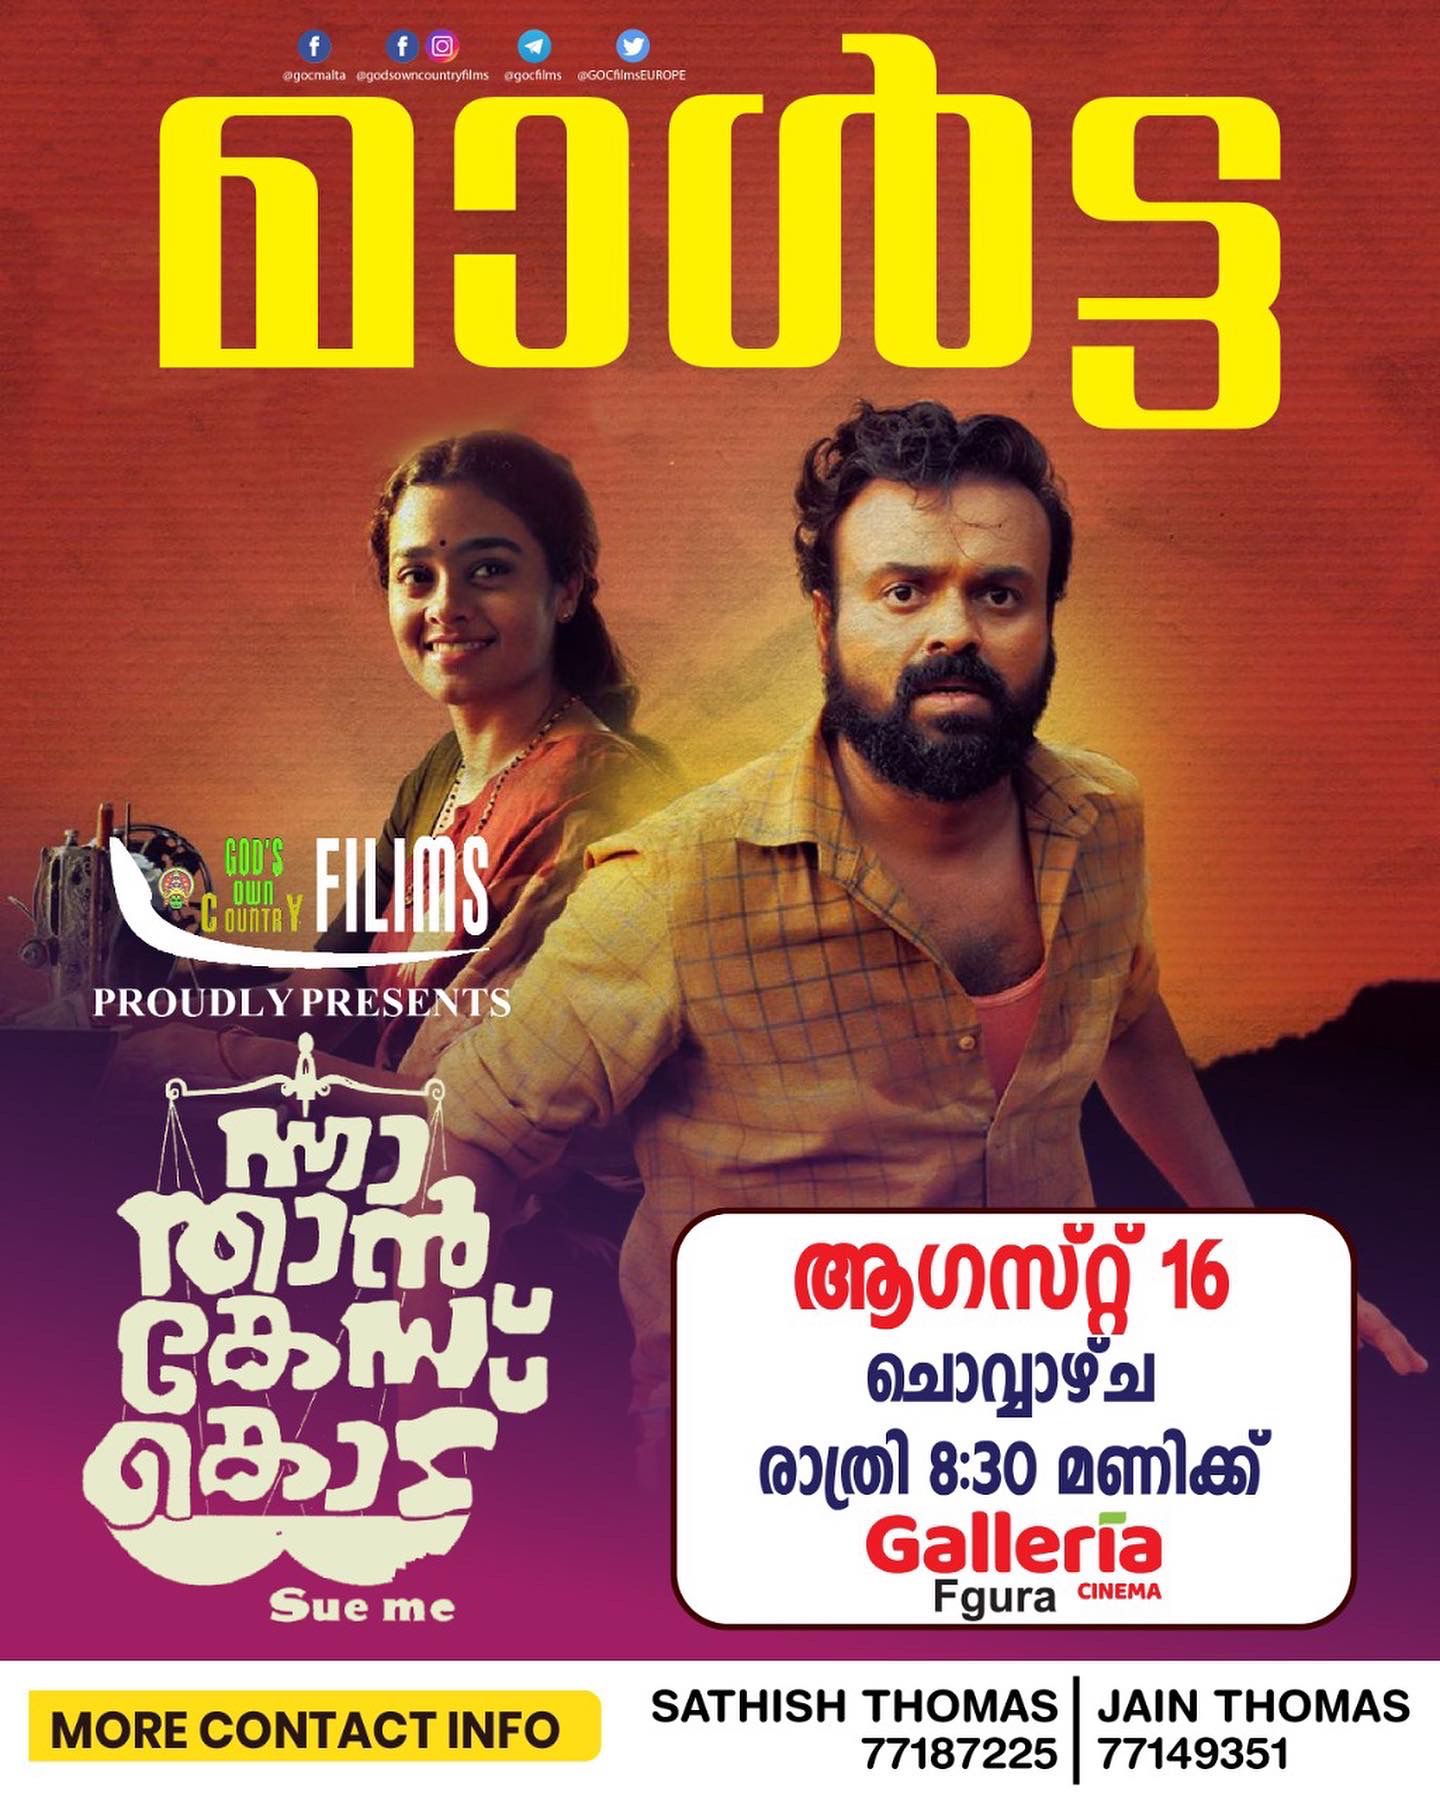 @gocmalta @godsowncountryfilms @gocfilms @GOCfilmsEUROPE
മാൾട്ട
GOD'S
OWN
COUNTRY
FILIMS
PROUDLY PRESENTS
ന്നാ
താൻ
കേസ്
കൊട്
Sue me
ആഗസ്റ്റ് 16
ചൊവ്വാഴ്ച
രാത്രി 8:30 മണിക്ക്
Galleria
Fgura CINEMA
MORE CONTACT INFO
SATHISH THOMAS
77187225
JAIN THOMAS
77149351